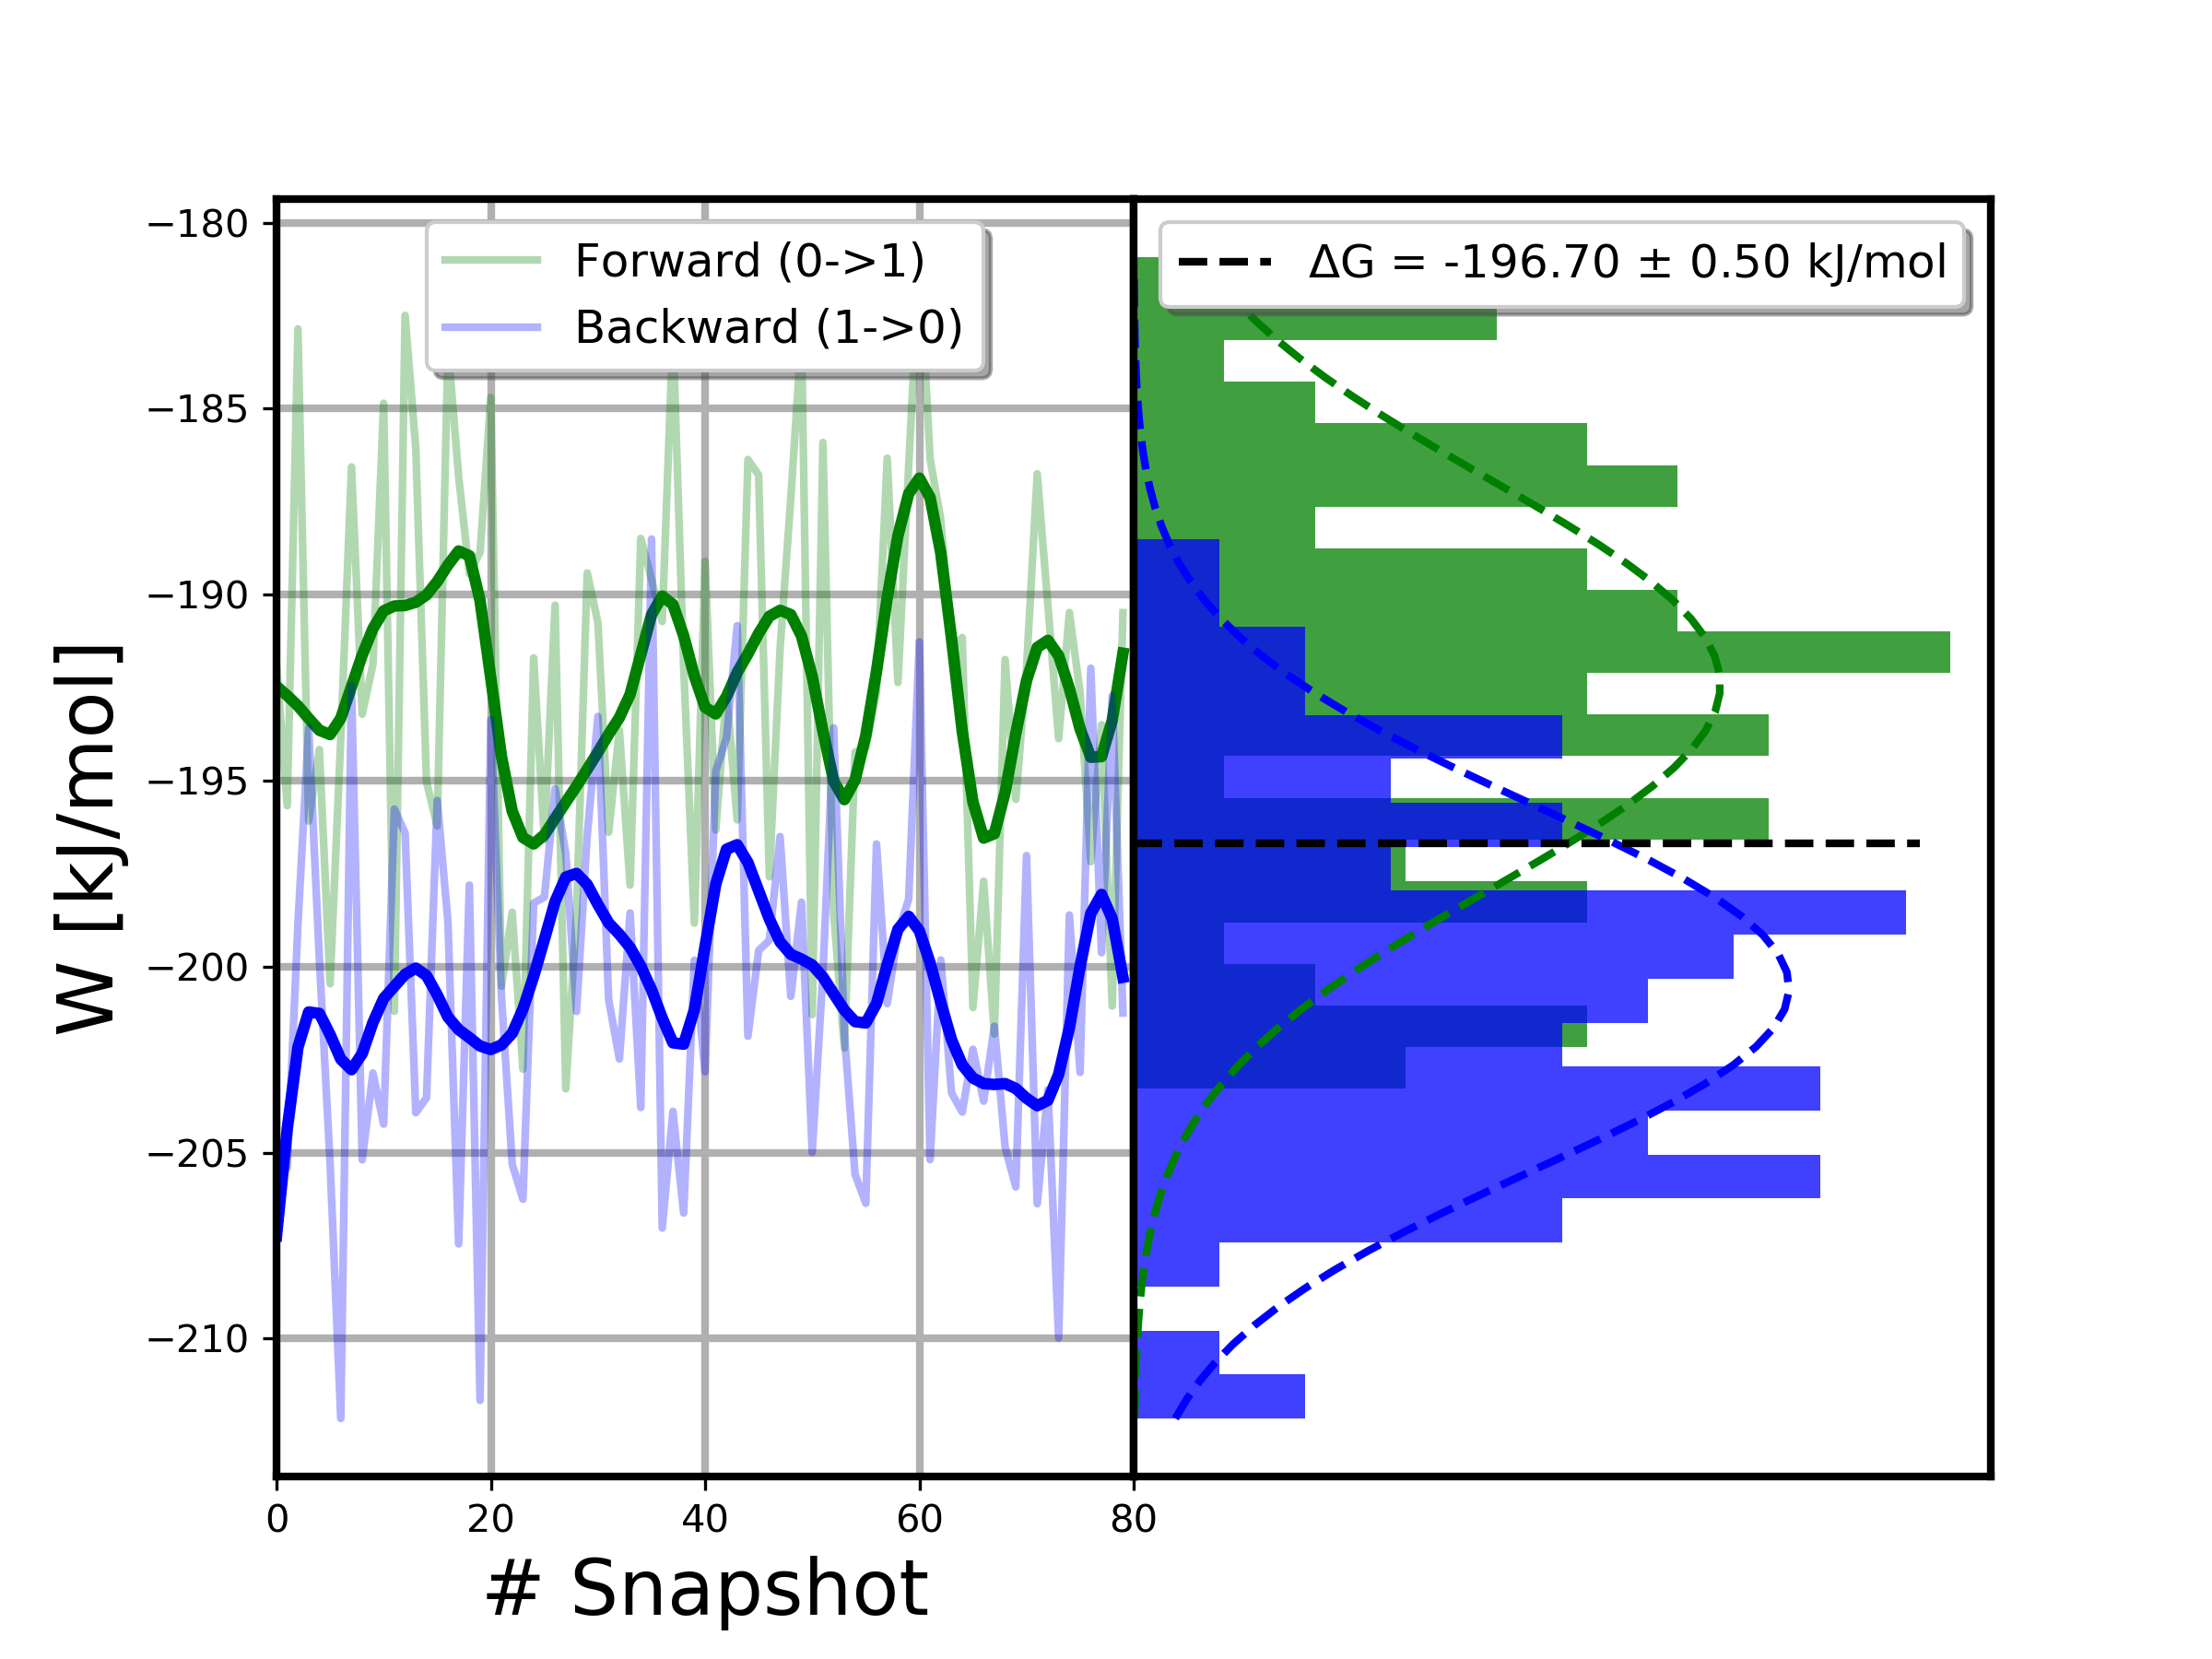 Forward (0->1)
Backward (1->0)
ΔG = -196.70 ± 0.50 kJ/mol
W [kJ/mol]
−180
−185
−190
−195
−200
−205
−210
0 20 40 60 80
# Snapshot